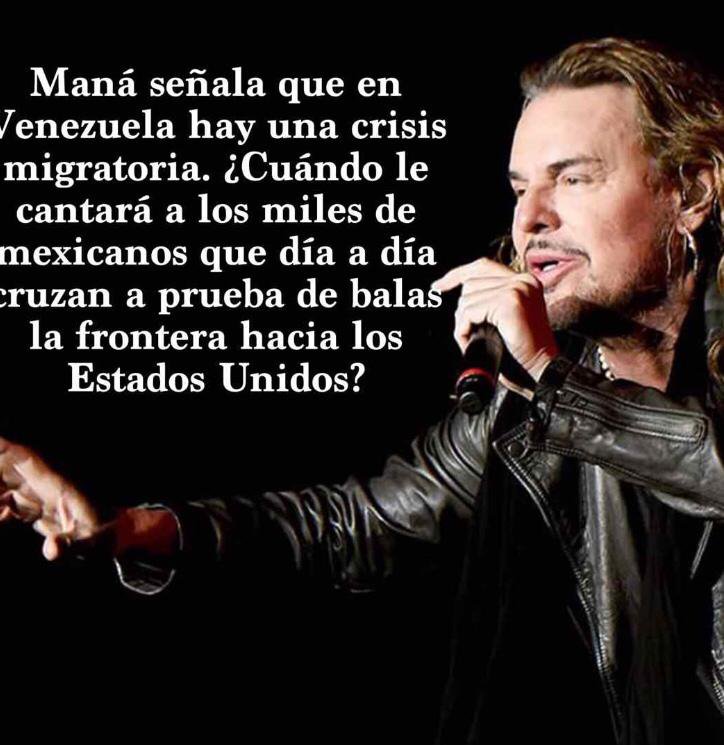 Maná señala que en
Venezuela hay una crisis
migratoria. ¿Cuándo le
cantará a los miles de
mexicanos que día a día
cruzan a prueba de balas
la frontera hacia los
Estados Unidos?